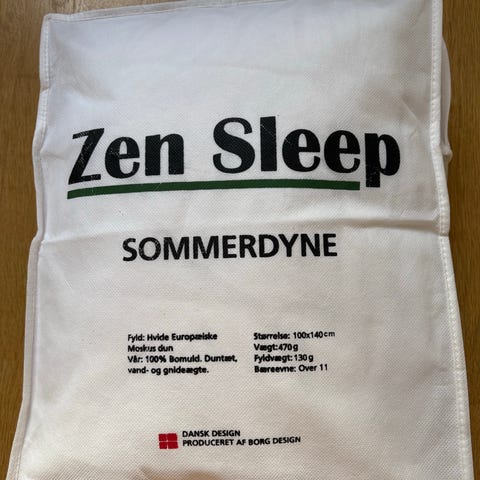 Zen Sleep
SOMMERDYNE
Fyld: Hvide Europæiske
Moskus dun
Vår: 100% Bomuld. Duntæt,
vand- og gnideægte.
Størrelse: 100x140cm
Vægt: 470g
Fyldvægt: 130g
Bæreevne: Over 11
DANSK DESIGN
PRODUCERET AF BORG DESIGN